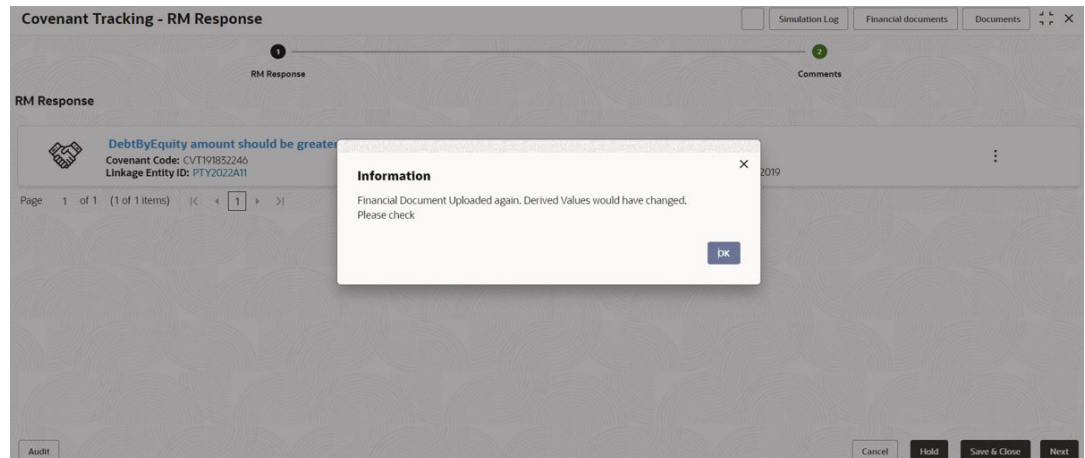 Covenant Tracking - RM Response
Simulation Log
Financial documents
Documents
1
2
RM Response
Comments
RM Response
DebtByEquity amount should be greater
Covenant Code: CVT191832246
Linkage Entity ID: PTY2022A11
2019
Page 1 of 1 (1 of 1 items) 1
Information
Financial Document Uploaded again. Derived Values would have changed.
Please check
OK
Audit
Cancel
Hold
Save & Close
Next